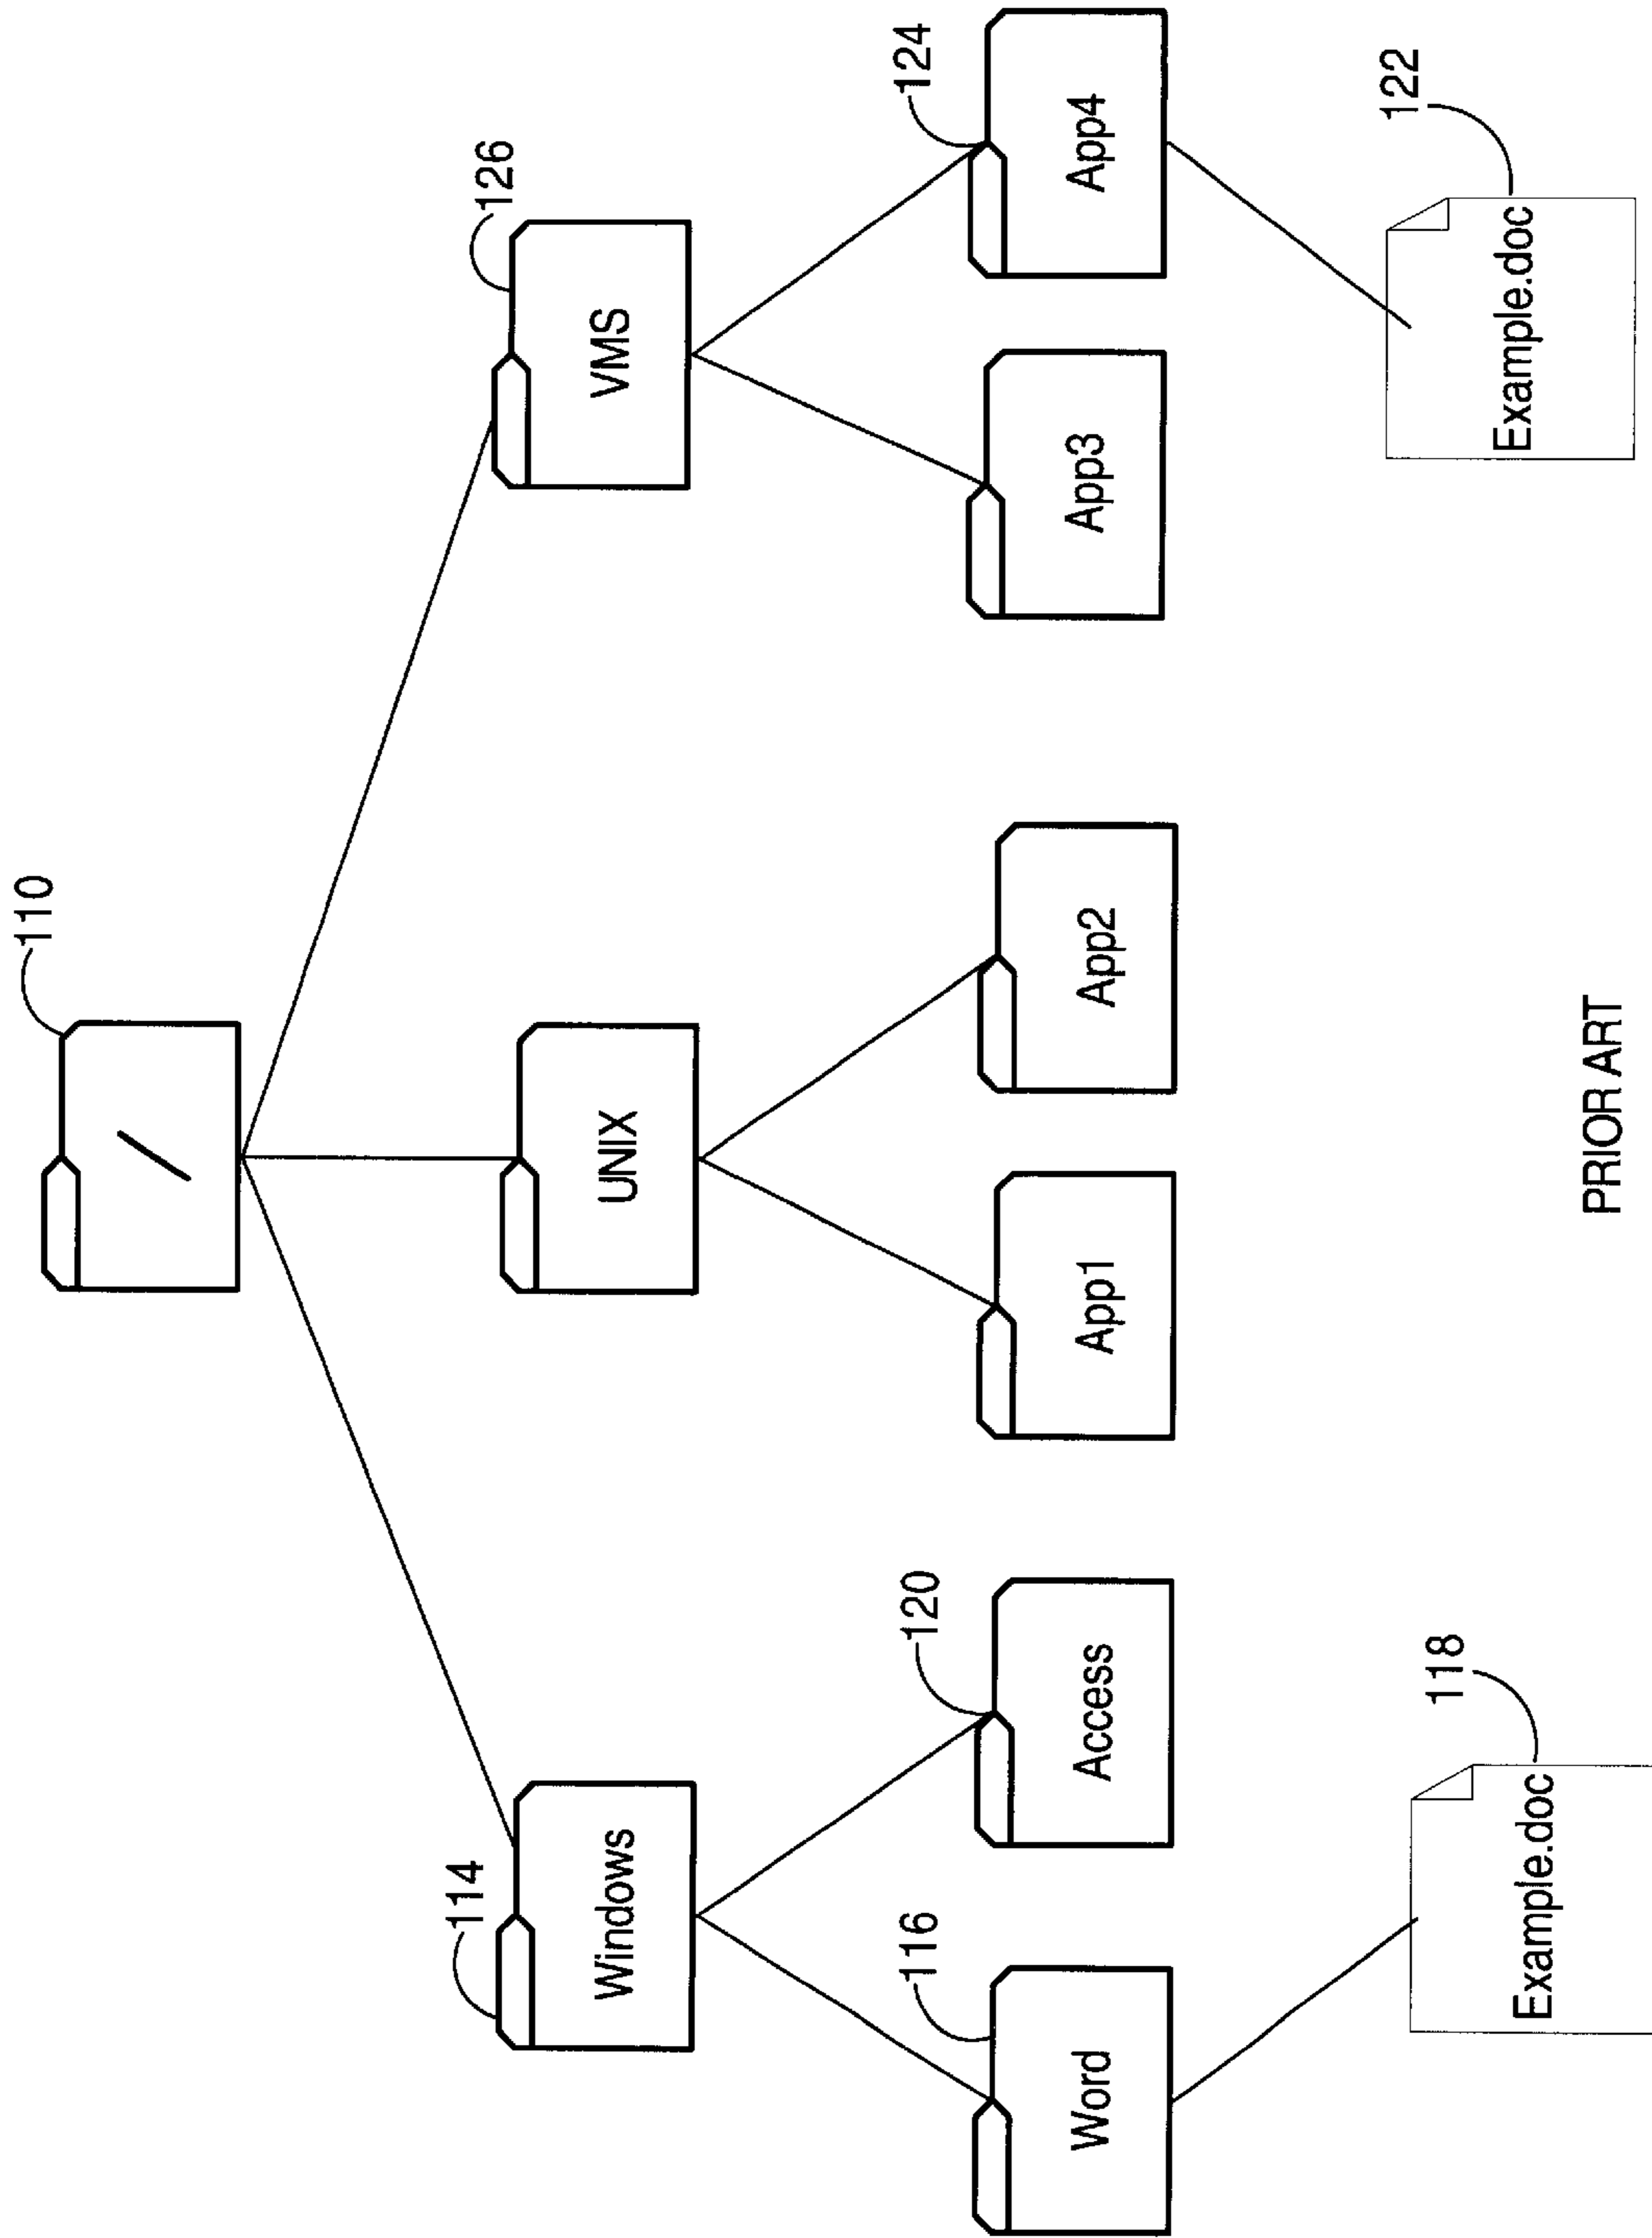 110
/
114
126
Windows
UNIX
VMS
116
120
124
Word
Access
App1
App2
App3
App4
118
122
Example.doc
Example.doc
PRIOR ART